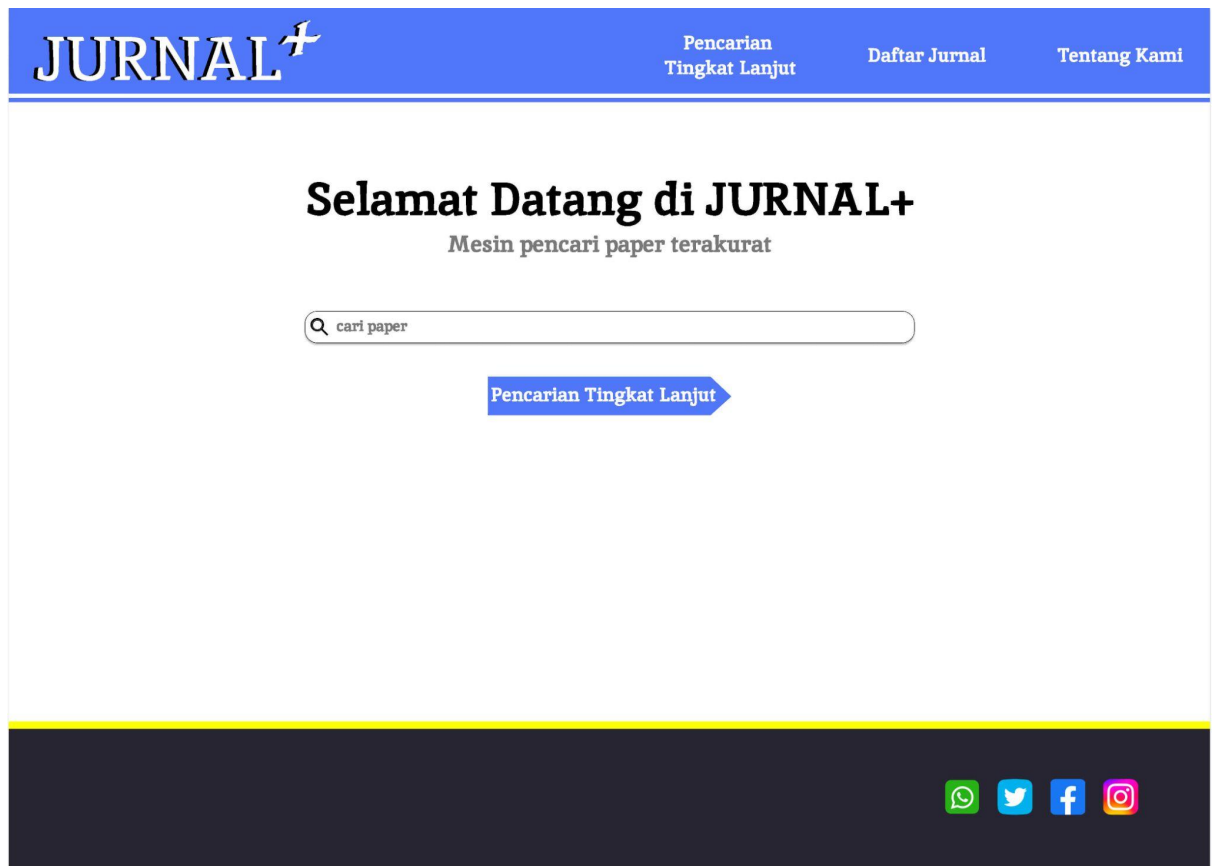 JURNAL+
Pencarian
Tingkat Lanjut
Daftar Jurnal
Tentang Kami
Selamat Datang di JURNAL+
Mesin pencari paper terakurat
cari paper
Pencarian Tingkat Lanjut